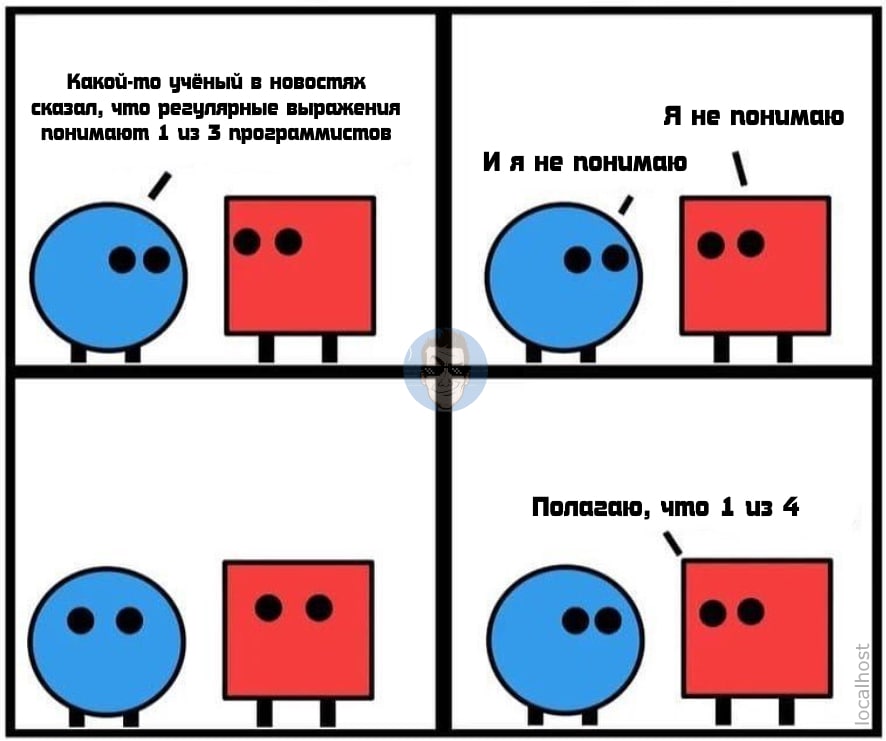 Какой-то учёный в новостях
сказал, что регулярные выражения
понимают 1 из 3 программистов
Я не понимаю
И я не понимаю
Полагаю, что 1 из 4
localhost